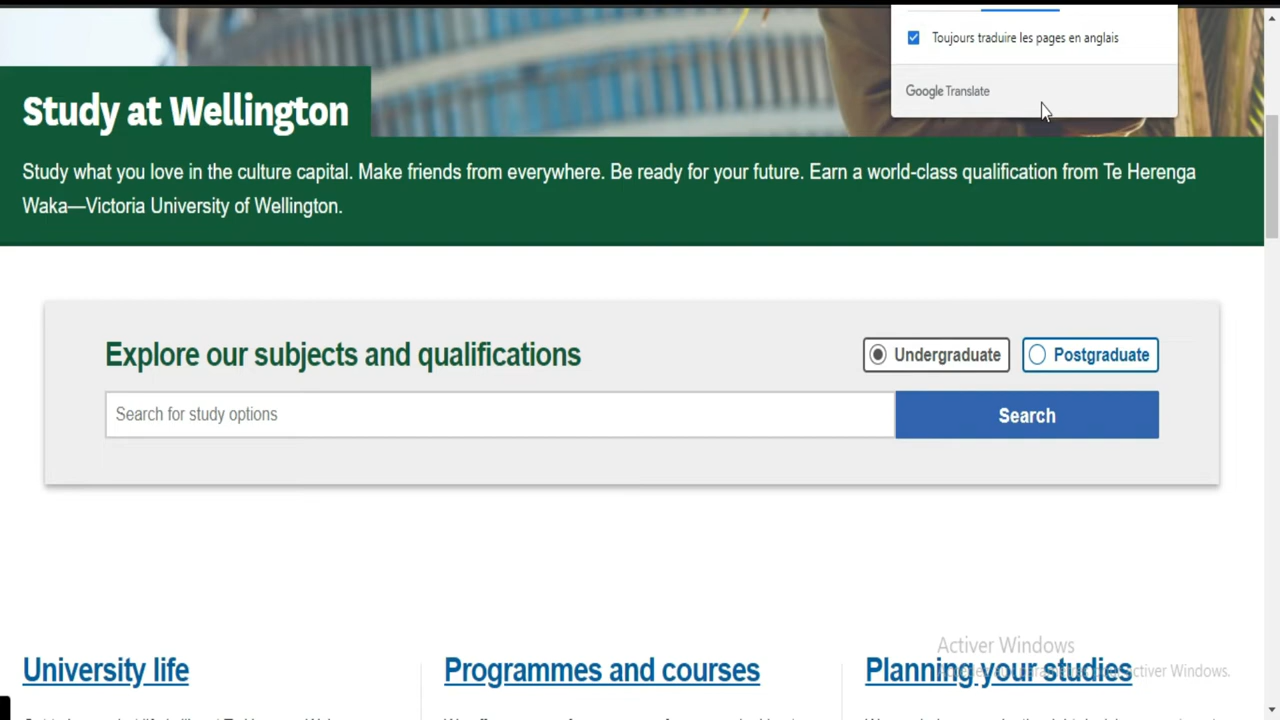 Toujours traduire les pages en anglais
Google Translate
Study at Wellington
Study what you love in the culture capital. Make friends from everywhere. Be ready for your future. Earn a world-class qualification from Te Herenga
Waka—Victoria University of Wellington.
Explore our subjects and qualifications
Undergraduate
Postgraduate
Search for study options
Search
Activer Windows
University life
Programmes and courses
Planning your studies
activer Windows.